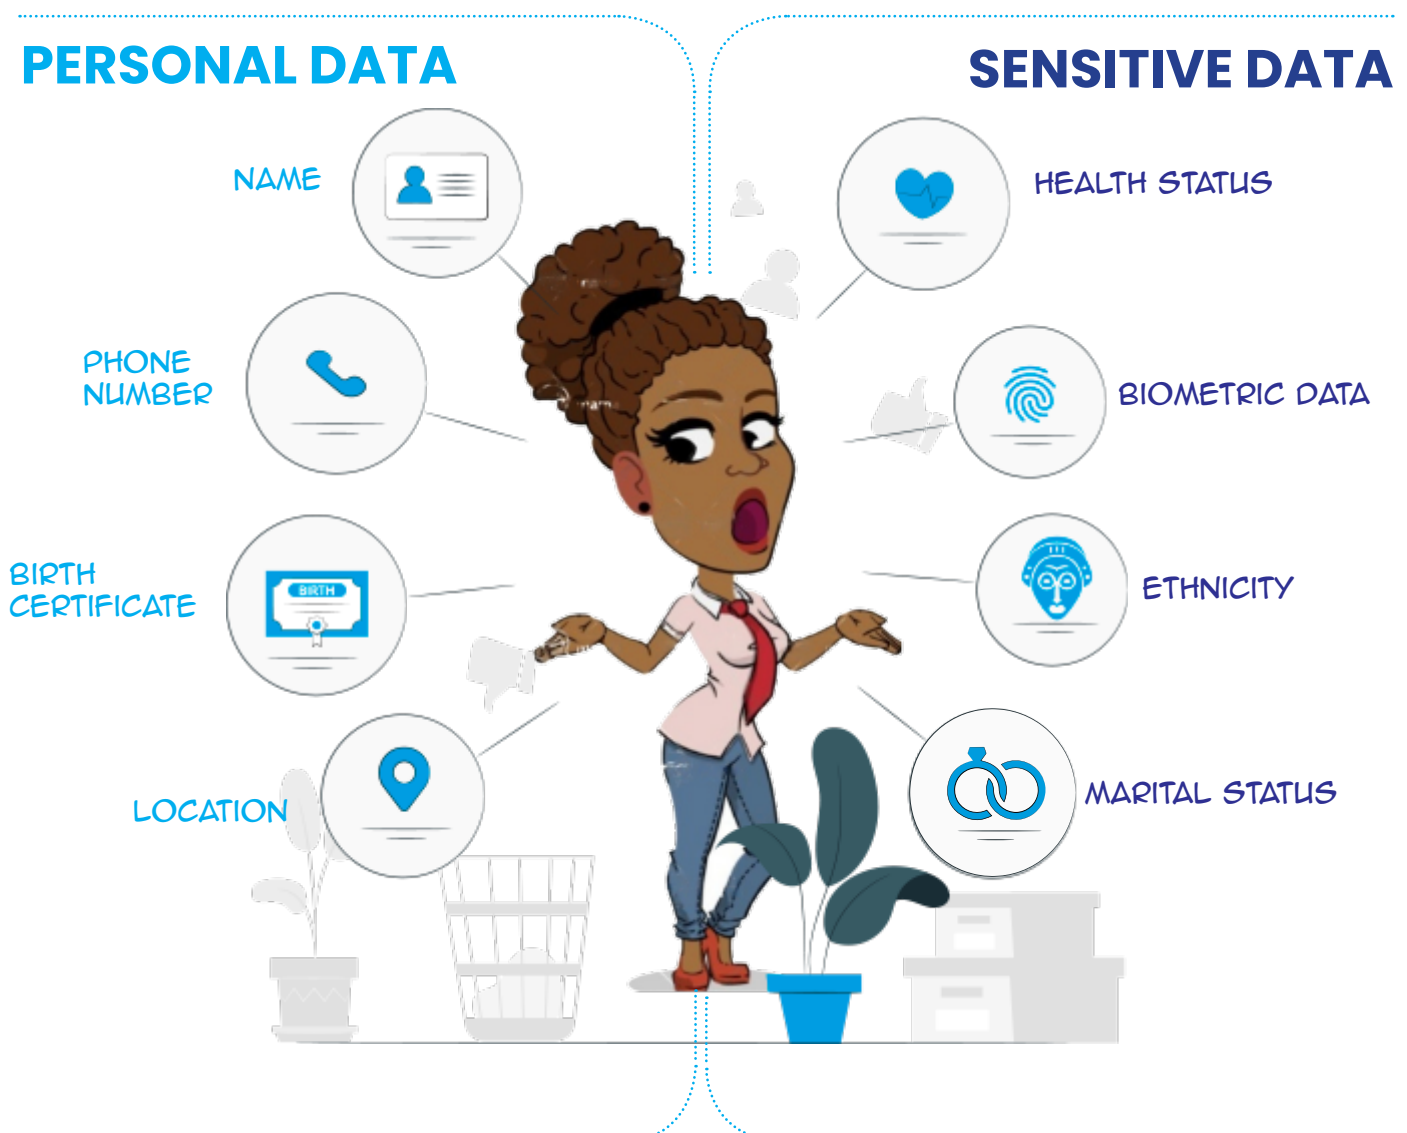 PERSONAL DATA
NAME
PHONE
NUMBER
BIRTH
CERTIFICATE
BIRTH
LOCATION
SENSITIVE DATA
HEALTH STATUS
BIOMETRIC DATA
ETHNICITY
MARITAL STATUS